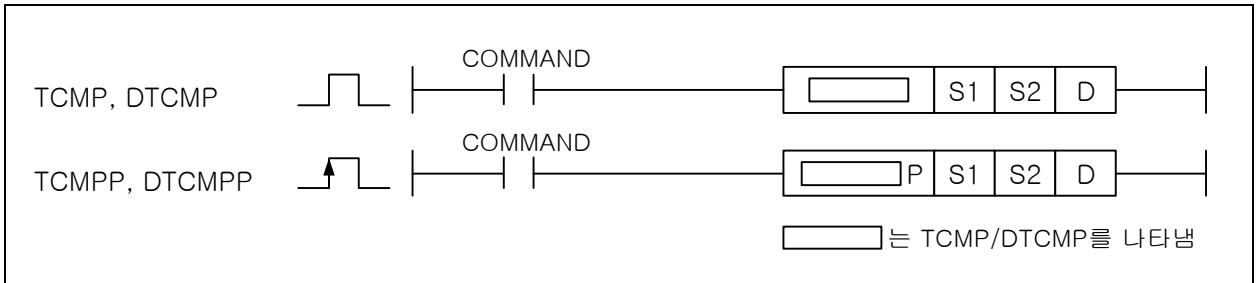 COMMAND
TCMP, DTCMP S1 S2 D
COMMAND
TCMPP, DTCMPP P S1 S2 D
는 TCMP/DTCMP를 나타냄